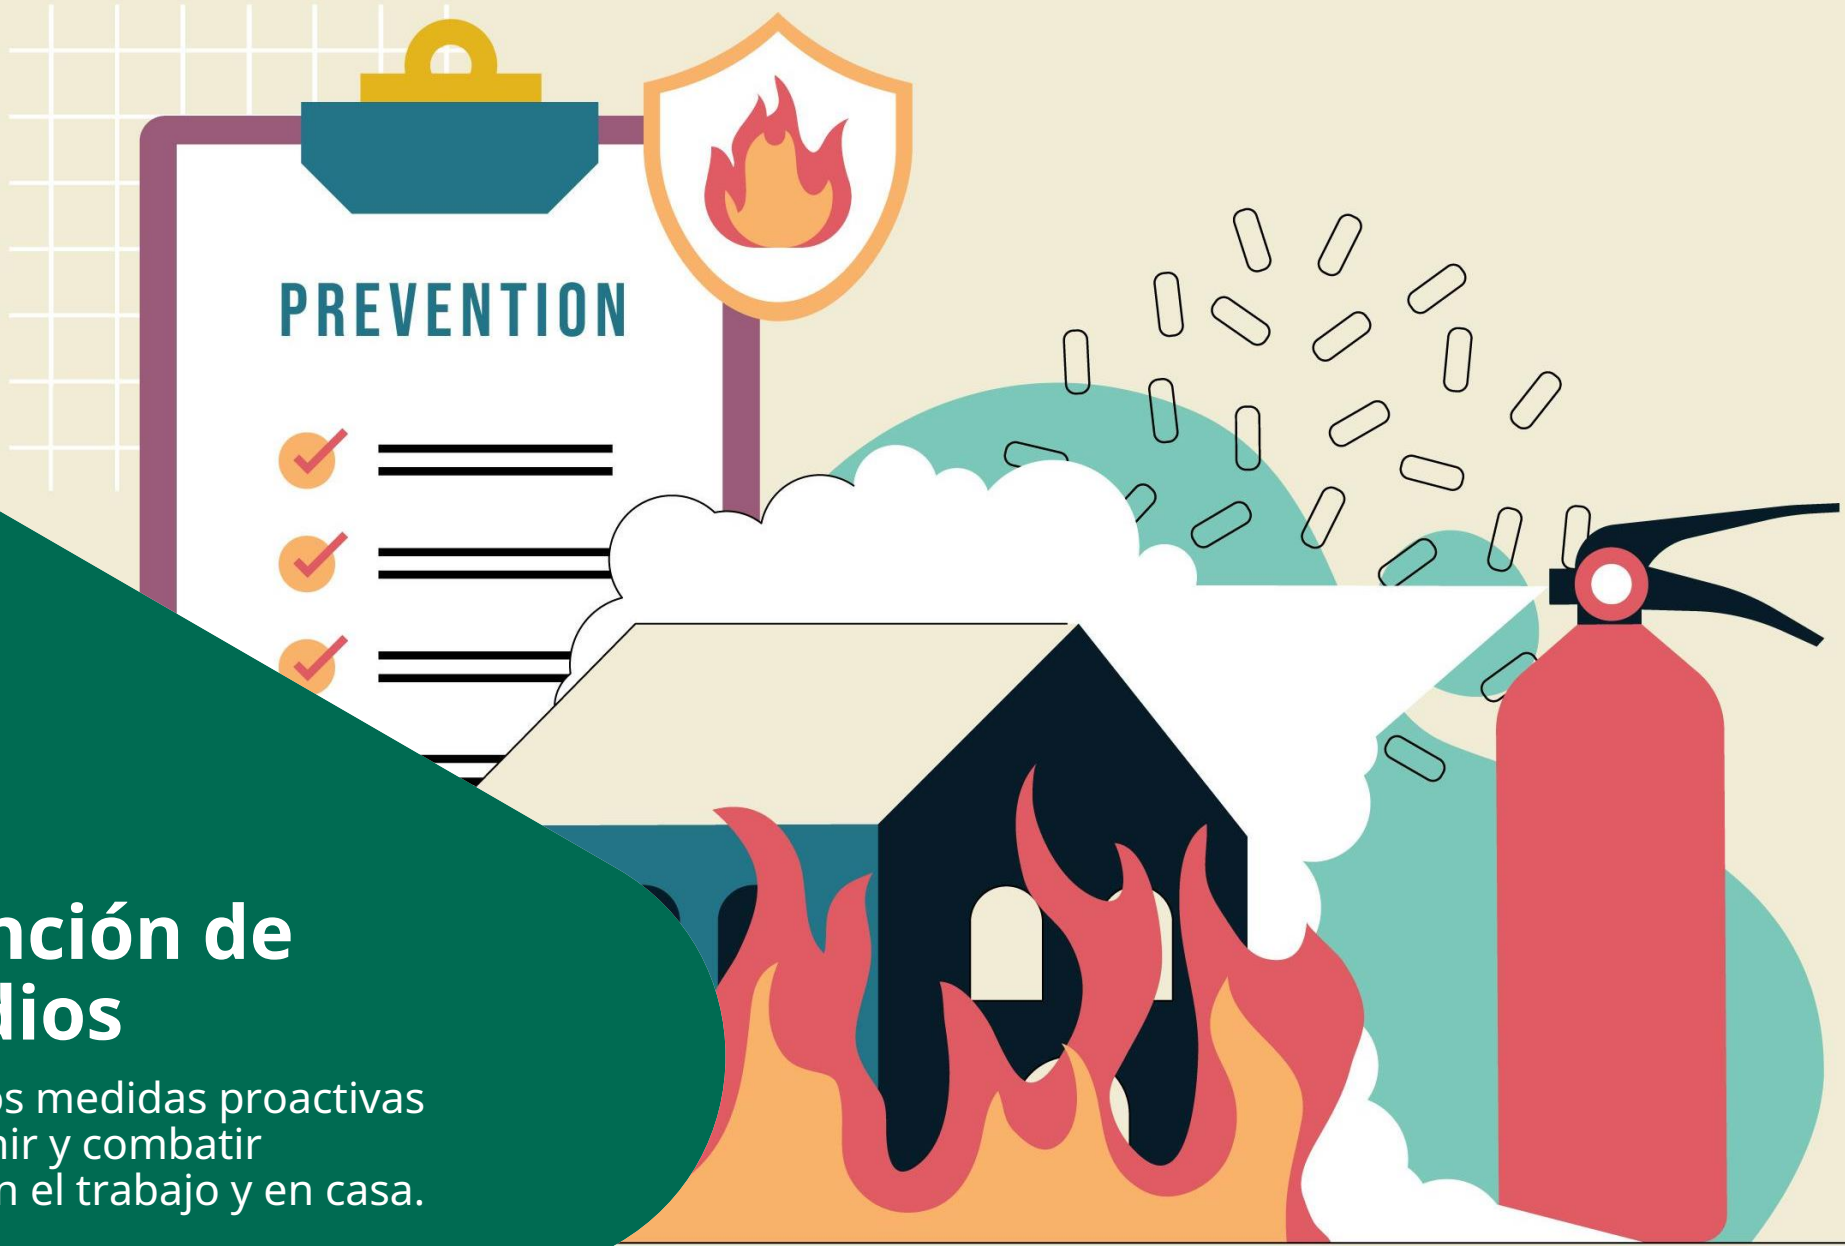 PREVENTION
nción de
dios
os medidas proactivas
nir y combatir
n el trabajo y en casa.